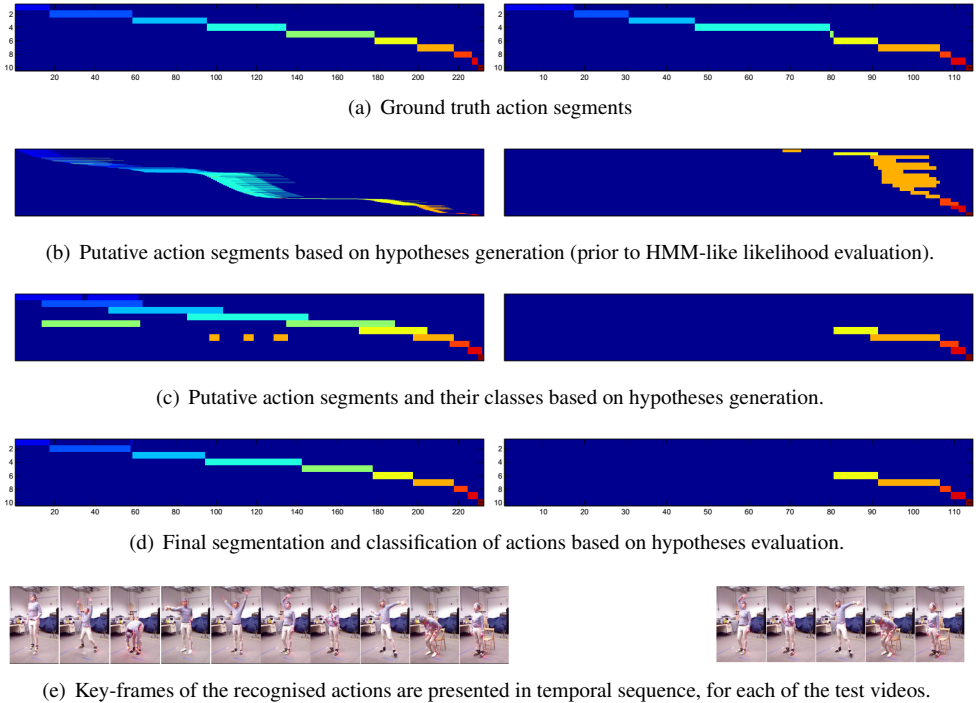 2
4
6
8
10
20 40 60 80 100 120 140 160 180 200 220
2
4
6
8
10
10 20 30 40 50 60 70 80 90 100 110
(a) Ground truth action segments
(b) Putative action segments based on hypotheses generation (prior to HMM-like likelihood evaluation).
(c) Putative action segments and their classes based on hypotheses generation.
2
4
6
8
10
20 40 60 80 100 120 140 160 180 200 220
2
4
6
8
10
10 20 30 40 50 60 70 80 90 100 110
(d) Final segmentation and classification of actions based on hypotheses evaluation.
(e) Key-frames of the recognised actions are presented in temporal sequence, for each of the test videos.